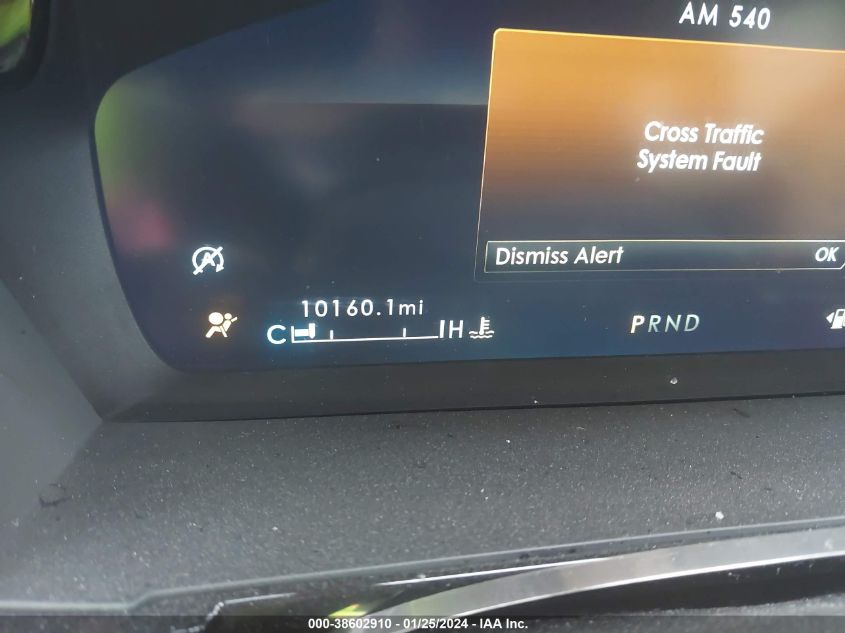 AM 540
Cross Traffic
System Fault
Dismiss Alert OK
A
10160.1mi
C H
PRND
000-38602910 - 01/25/2024 - IAA Inc.